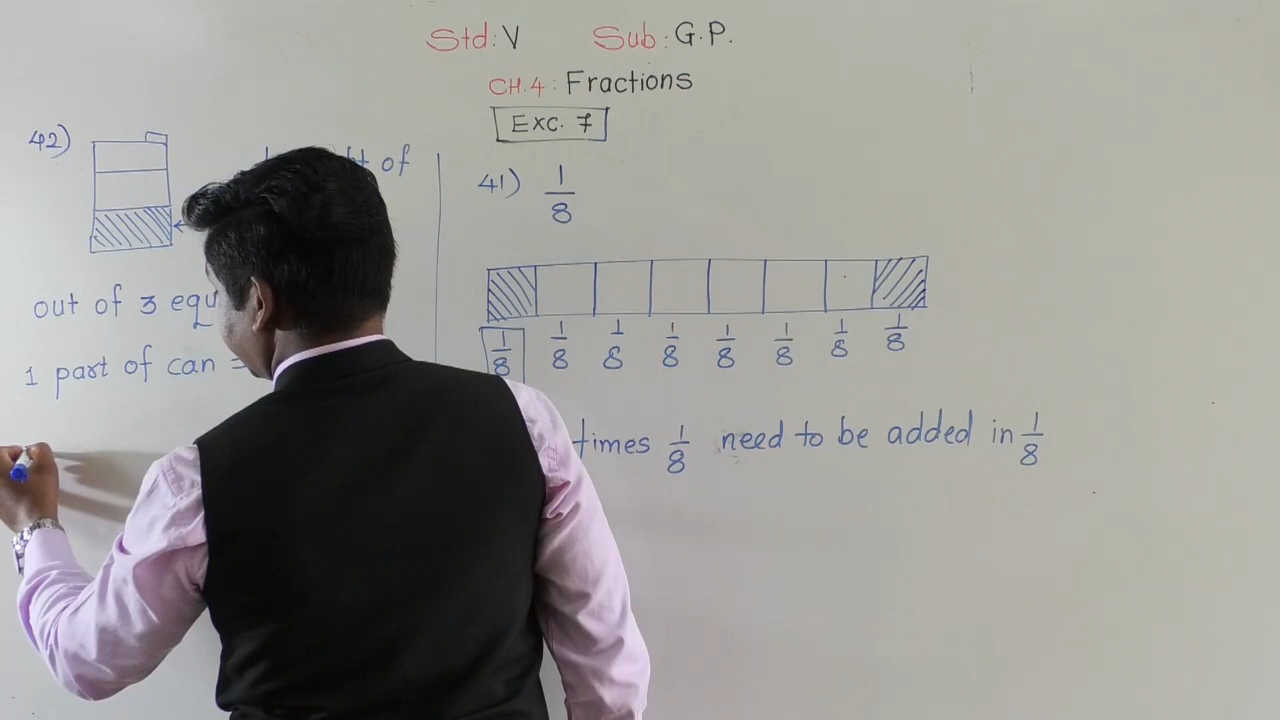 Std: V Sub: G.P.
CH.4: Fractions
Exc. 7
42)
of
out of 3
1 part of can =
41) 1/8
1/8 1/8 1/8 1/8 1/8 1/8 1/8 1/8
times 1/8 need to be added in 1/8